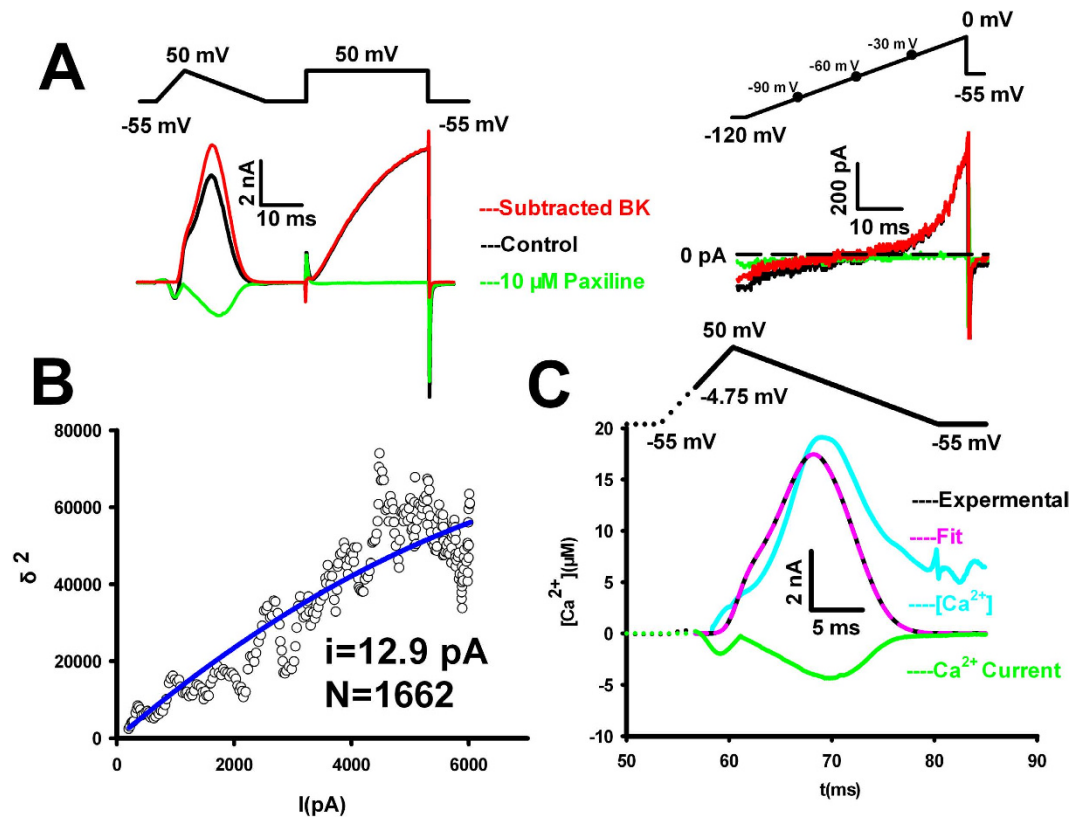 A
50 mV
50 mV
-55 mV
-55 mV
2 nA
10 ms
---Subtracted BK
---Control
---10 µM Paxiline
0 mV
-30 mV
-60 mV
-90 mV
-55 mV
-120 mV
200 pA
10 ms
0 pA
B
80000
60000
40000
20000
0
δ 2
i=12.9 pA
N=1662
0
2000
4000
6000
I(pA)
C
50 mV
-4.75 mV
-55 mV
-55 mV
20
15
10
5
0
-5
-10
[Ca2+](µM)
----Expermental
----Fit
----[Ca2+]
----Ca2+ Current
2 nA
5 ms
50
60
70
80
90
t(ms)